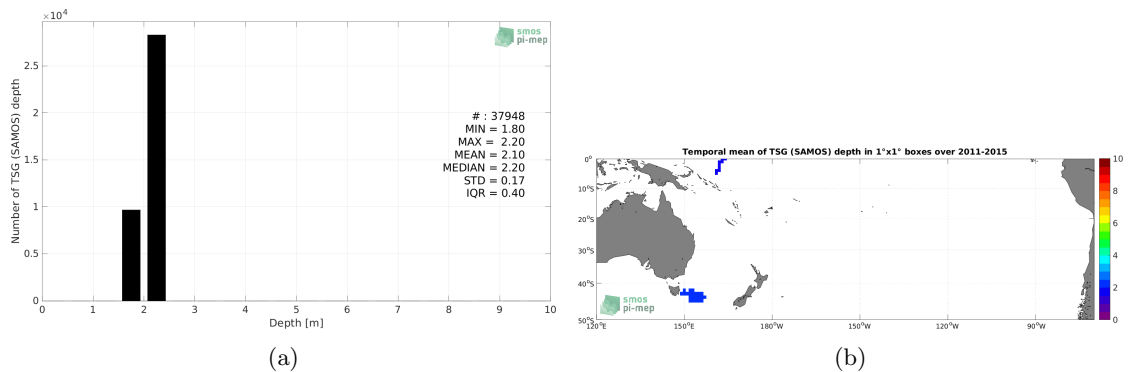 ×10⁴
smos
pi-mep
2.5
2
1.5
1
0.5
0
Number of TSG (SAMOS) depth
# : 37948
MIN = 1.80
MAX = 2.20
MEAN = 2.10
MEDIAN = 2.20
STD = 0.17
IQR = 0.40
0 1 2 3 4 5 6 7 8 9 10
Depth [m]
(a)
Temporal mean of TSG (SAMOS) depth in 1°x1° boxes over 2011-2015
0°
10°S
20°S
30°S
40°S
50°S
120°E 150°E 180°W 150°W 120°W 90°W
smos
pi-mep
10
8
6
4
2
0
(b)